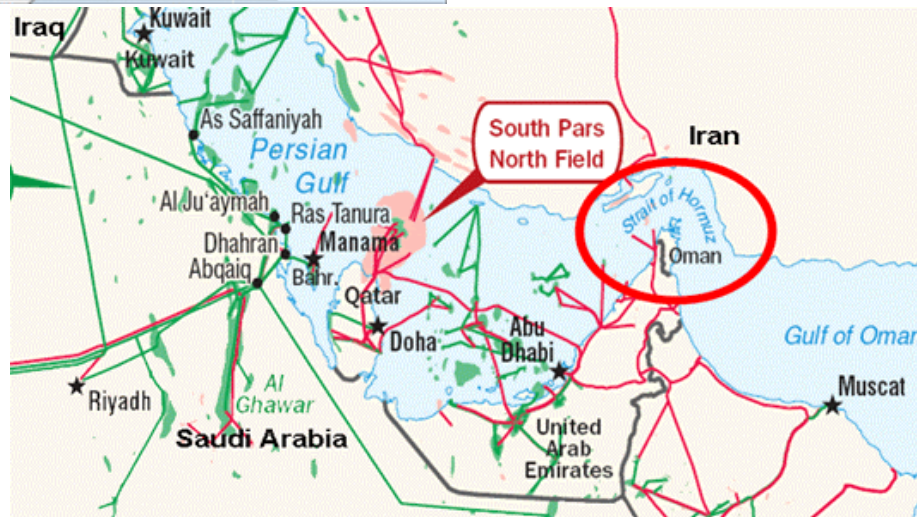 Iraq
Kuwait
Kuwait
As Saffaniyah
Persian
Gulf
South Pars
North Field
Iran
Strait of Hormuz
Al Ju‘aymah
Ras Tanura
Dhahran
Manama
Abqaiq
Bahr.
Oman
Qatar
Doha
Abu
Dhabi
Gulf of Oman
Riyadh
Al
Ghawar
Muscat
Saudi Arabia
United
Arab
Emirates